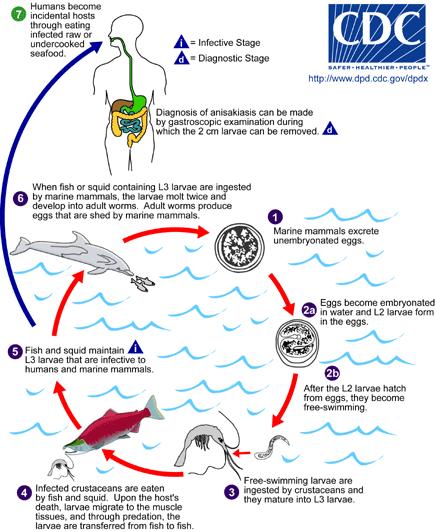 7 Humans become
incidental hosts
through eating
infected raw or
undercooked
seafood.
i = Infective Stage
d = Diagnostic Stage
CDC
SAFER·HEALTHIER·PEOPLE™
http://www.dpd.cdc.gov/dpdx
Diagnosis of anisakiasis can be made
by gastroscopic examination during
which the 2 cm larvae can be removed. d
6 When fish or squid containing L3 larvae are ingested
by marine mammals, the larvae molt twice and
develop into adult worms. Adult worms produce
eggs that are shed by marine mammals.
1
Marine mammals excrete
unembryonated eggs.
2a Eggs become embryonated
in water and L2 larvae form
in the eggs.
2b
After the L2 larvae hatch
from eggs, they become
free-swimming.
5 Fish and squid maintain i
L3 larvae that are infective to
humans and marine mammals.
4 Infected crustaceans are eaten
by fish and squid. Upon the host's
death, larvae migrate to the muscle
tissues, and through predation, the
larvae are transferred from fish to fish.
3 Free-swimming larvae are
ingested by crustaceans and
they mature into L3 larvae.